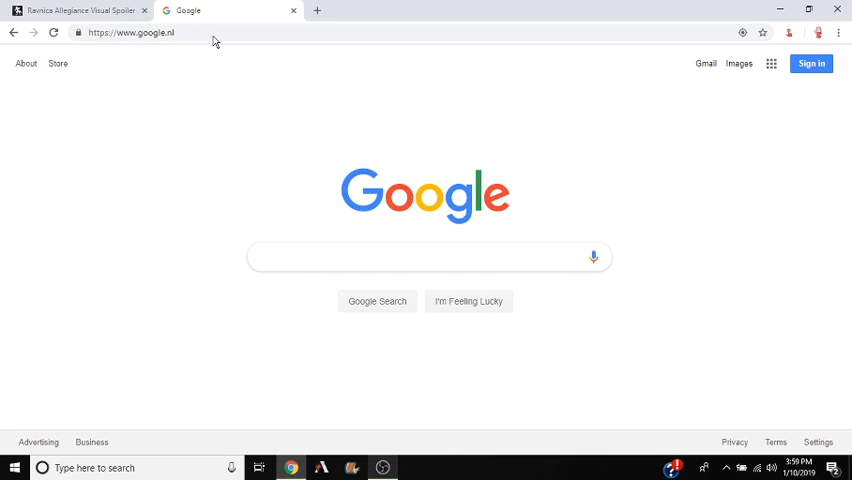 Ravnica Allegiance Visual Spoiler
Google
https://www.google.nl
About Store
Gmail Images Sign in
Google
Google Search I'm Feeling Lucky
Advertising Business
Privacy Terms Settings
Type here to search
3:59 PM
1/10/2019
2